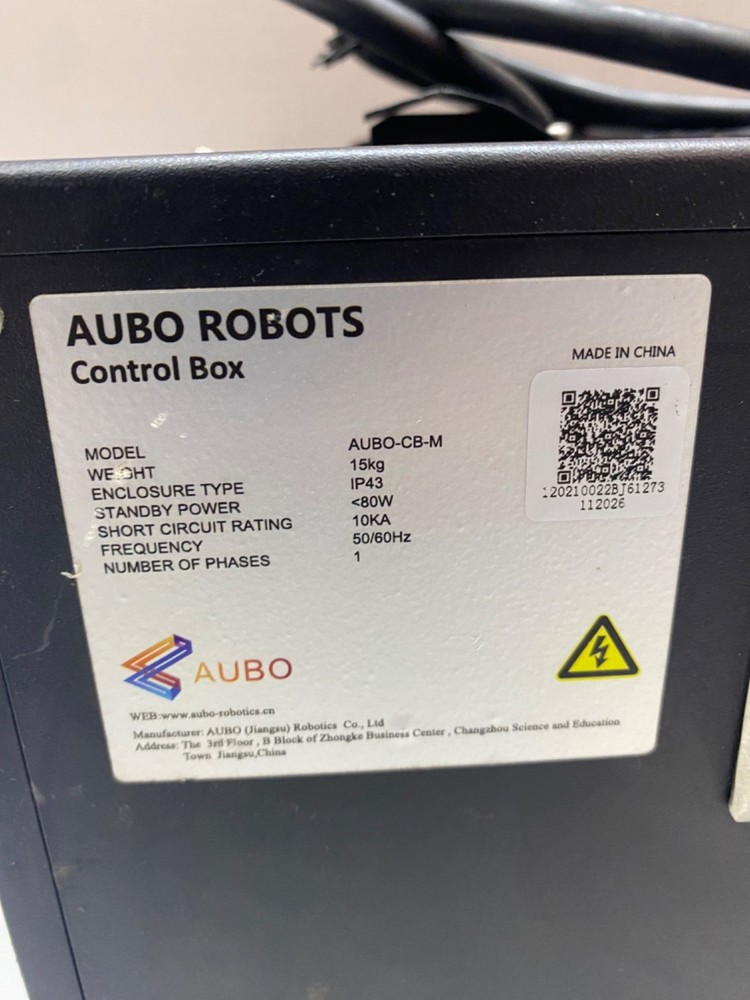 AUBO ROBOTS
Control Box
MADE IN CHINA
MODEL AUBO-CB-M
WEIGHT 15kg
ENCLOSURE TYPE IP43
STANDBY POWER <80W
SHORT CIRCUIT RATING 10KA
FREQUENCY 50/60Hz
NUMBER OF PHASES 1
120210022BJ61273
112026
AUBO
WEB:www.aubo-robotics.cn
Manufacturer: AUBO (Jiangsu) Robotics Co., Ltd
Address: The 3rd Floor , B Block of Zhongke Business Center , Changzhou Science and Education
Town Jiangsu,China